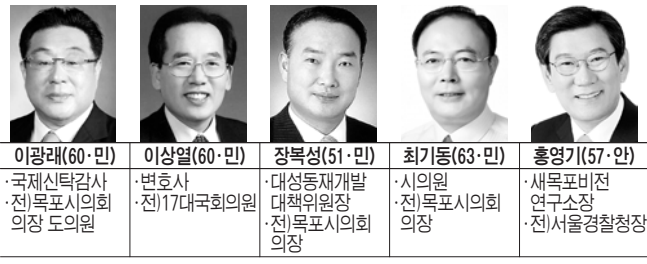 이광래(60·민)
·국제신탁감사
·전)목포시의회
의장 도의원
이상열(60·민)
·변호사
·전)17대국회의원
장복성(51·민)
·대성동재개발
대책위원장
·전)목포시의회
의장
최기동(63·민)
·시의원
·전)목포시의회
의장
홍영기(57·안)
·새목포비전
연구소장
·전)서울경찰청장